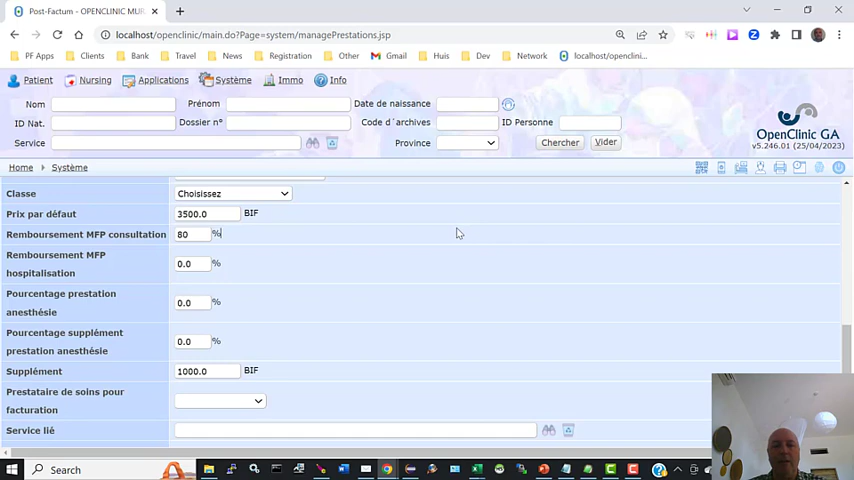 Post-Factum - OPENCLINIC MUR
localhost/openclinic/main.do?Page=system/managePrestations.jsp
PF Apps Clients Bank Travel News Registration Other Gmail Huis Dev Network localhost/openclini...
Patient Nursing Applications Système Immo Info
Nom Prénom Date de naissance
ID Nat. Dossier n° Code d`archives ID Personne
Service Province Chercher Vider
OpenClinic GA
v5.246.01 (25/04/2023)
Home Système
Classe Choisissez
Prix par défaut 3500.0 BIF
Remboursement MFP consultation 80 %
Remboursement MFP
hospitalisation 0.0 %
Pourcentage prestation
anesthésie 0.0 %
Pourcentage supplément
prestation anesthésie 0.0 %
Supplément 1000.0 BIF
Prestataire de soins pour
facturation
Service lié
Search